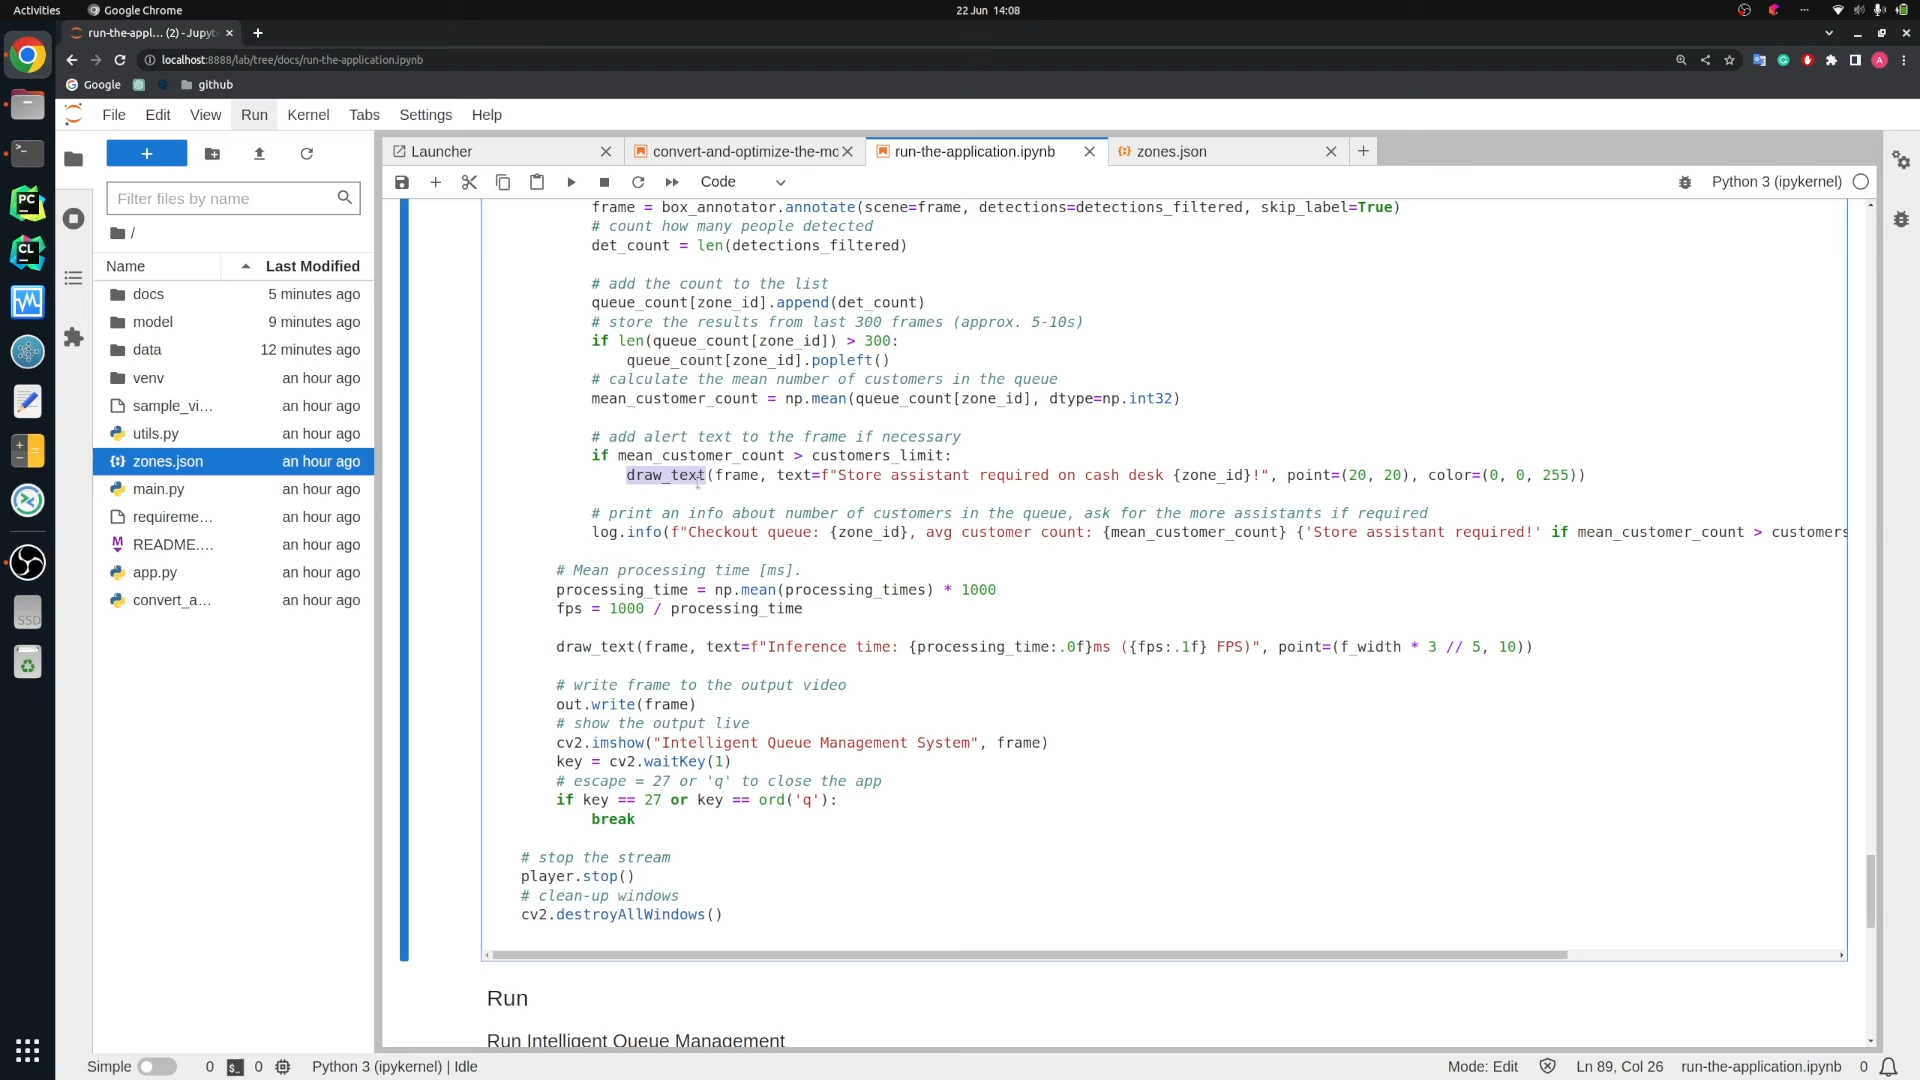 Activities
Google Chrome
22 Jun 14:08
run-the-appl… (2) - Jupyt
localhost:8888/lab/tree/docs/run-the-application.ipynb
A
Google
github
File Edit View Run Kernel Tabs Settings Help
Launcher
convert-and-optimize-the-mo
run-the-application.ipynb
zones.json
Code
Python 3 (ipykernel)
Filter files by name
/
Name
Last Modified
docs 5 minutes ago
model 9 minutes ago
data 12 minutes ago
venv an hour ago
sample_vi… an hour ago
utils.py an hour ago
zones.json an hour ago
main.py an hour ago
requireme… an hour ago
README.… an hour ago
app.py an hour ago
convert_a… an hour ago
PC
CL
SSD
frame = box_annotator.annotate(scene=frame, detections=detections_filtered, skip_label=True)
# count how many people detected
det_count = len(detections_filtered)
# add the count to the list
queue_count[zone_id].append(det_count)
# store the results from last 300 frames (approx. 5-10s)
if len(queue_count[zone_id]) > 300:
queue_count[zone_id].popleft()
# calculate the mean number of customers in the queue
mean_customer_count = np.mean(queue_count[zone_id], dtype=np.int32)
# add alert text to the frame if necessary
if mean_customer_count > customers_limit:
draw_text(frame, text=f"Store assistant required on cash desk {zone_id}!", point=(20, 20), color=(0, 0, 255))
# print an info about number of customers in the queue, ask for the more assistants if required
log.info(f"Checkout queue: {zone_id}, avg customer count: {mean_customer_count} {'Store assistant required!' if mean_customer_count > customers
# Mean processing time [ms].
processing_time = np.mean(processing_times) * 1000
fps = 1000 / processing_time
draw_text(frame, text=f"Inference time: {processing_time:.0f}ms ({fps:.1f} FPS)", point=(f_width * 3 // 5, 10))
# write frame to the output video
out.write(frame)
# show the output live
cv2.imshow("Intelligent Queue Management System", frame)
key = cv2.waitKey(1)
# escape = 27 or 'q' to close the app
if key == 27 or key == ord('q'):
break
# stop the stream
player.stop()
# clean-up windows
cv2.destroyAllWindows()
Run
Run Intelligent Queue Management
Simple
0
0
Python 3 (ipykernel) | Idle
Mode: Edit
Ln 89, Col 26
run-the-application.ipynb
0